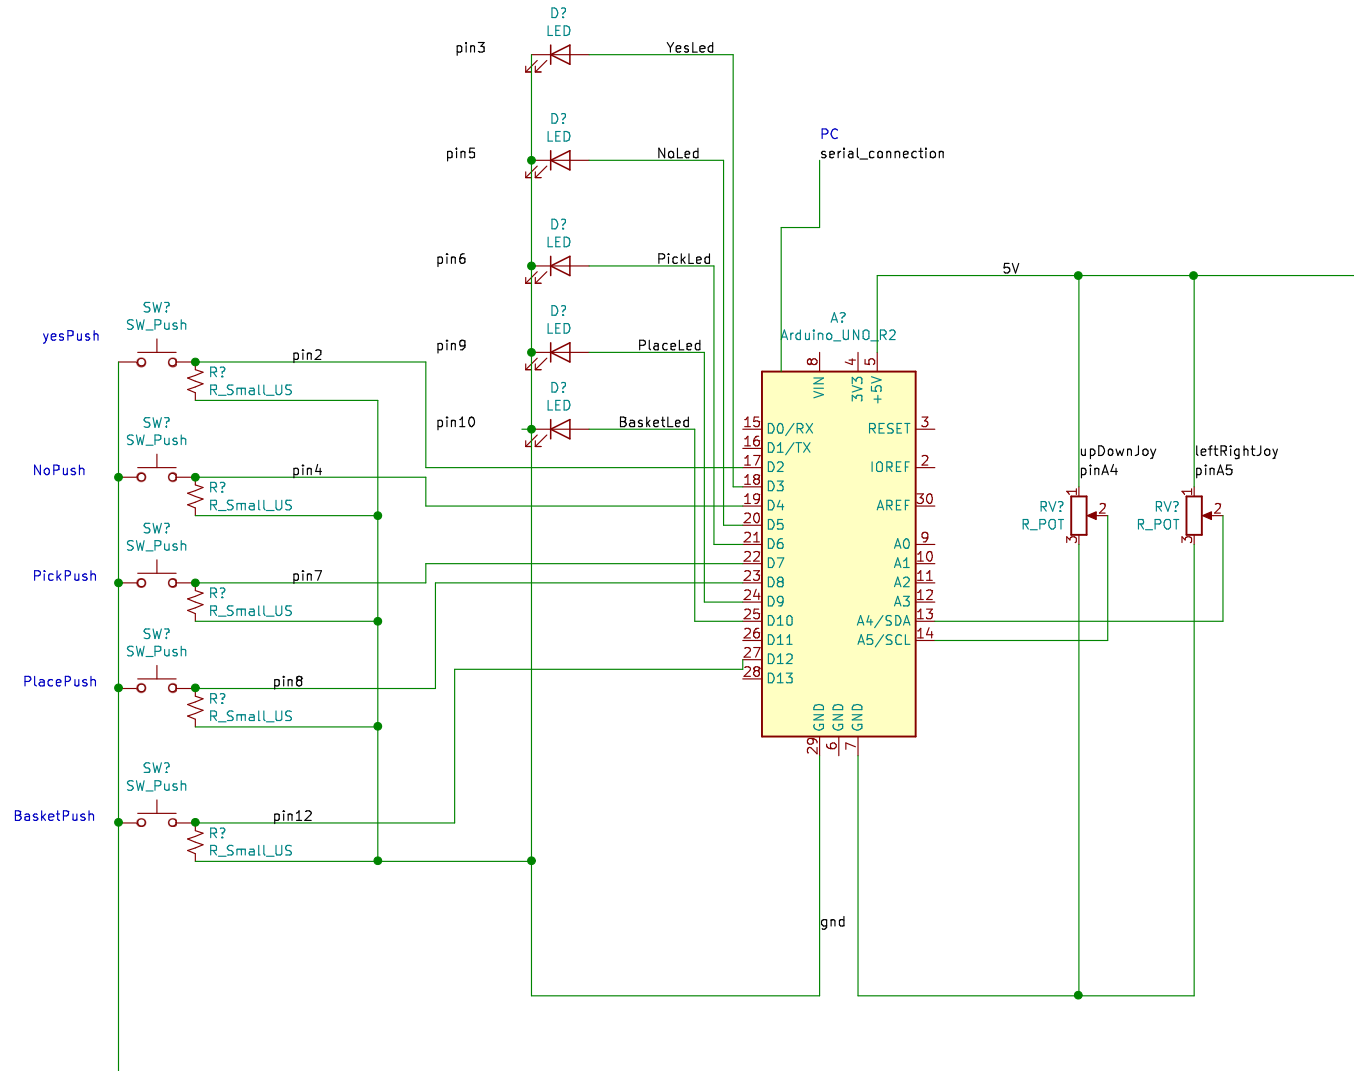 D?
LED
pin3
YesLed
D?
LED
pin5
NoLed
PC
serial_connection
D?
LED
pin6
PickLed
5V
SW?
SW_Push
yesPush
pin2
R?
R_Small_US
D?
LED
pin9
PlaceLed
D?
LED
pin10
BasketLed
SW?
SW_Push
NoPush
pin4
R?
R_Small_US
SW?
SW_Push
PickPush
pin7
R?
R_Small_US
SW?
SW_Push
PlacePush
pin8
R?
R_Small_US
SW?
SW_Push
BasketPush
pin12
R?
R_Small_US
A?
Arduino_UNO_R2
8
4
5
VIN
3V3
+5V
15 D0/RX
16 D1/TX
17 D2
18 D3
19 D4
20 D5
21 D6
22 D7
23 D8
24 D9
25 D10
26 D11
27 D12
28 D13
RESET 3
IOREF 2
AREF 30
A0 9
A1 10
A2 11
A3 12
A4/SDA 13
A5/SCL 14
GND
GND
GND
29
6
7
gnd
upDownJoy
pinA4
RV?
R_POT
1
2
3
leftRightJoy
pinA5
RV?
R_POT
1
2
3